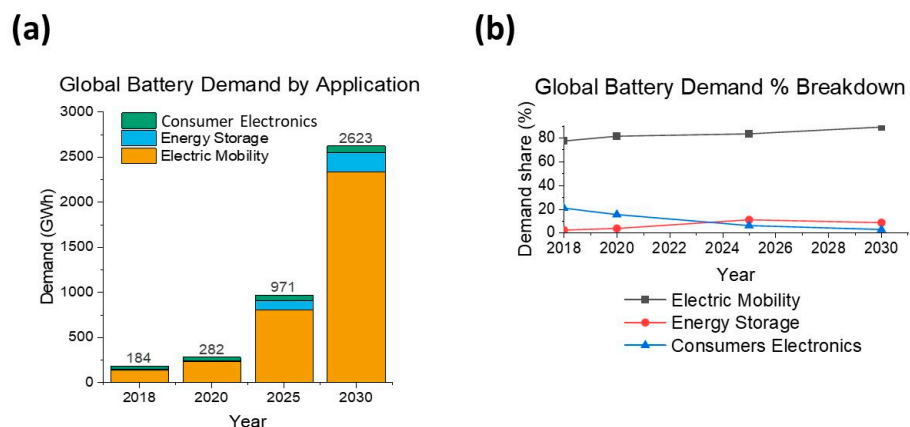 (a)
Global Battery Demand by Application
3000
2500
2000
1500
1000
500
0
Demand (GWh)
Consumer Electronics
Energy Storage
Electric Mobility
184
282
971
2623
2018 2020 2025 2030
Year
(b)
Global Battery Demand % Breakdown
Demand share (%)
80
60
40
20
0
2018 2020 2022 2024 2026 2028 2030
Year
Electric Mobility
Energy Storage
Consumers Electronics